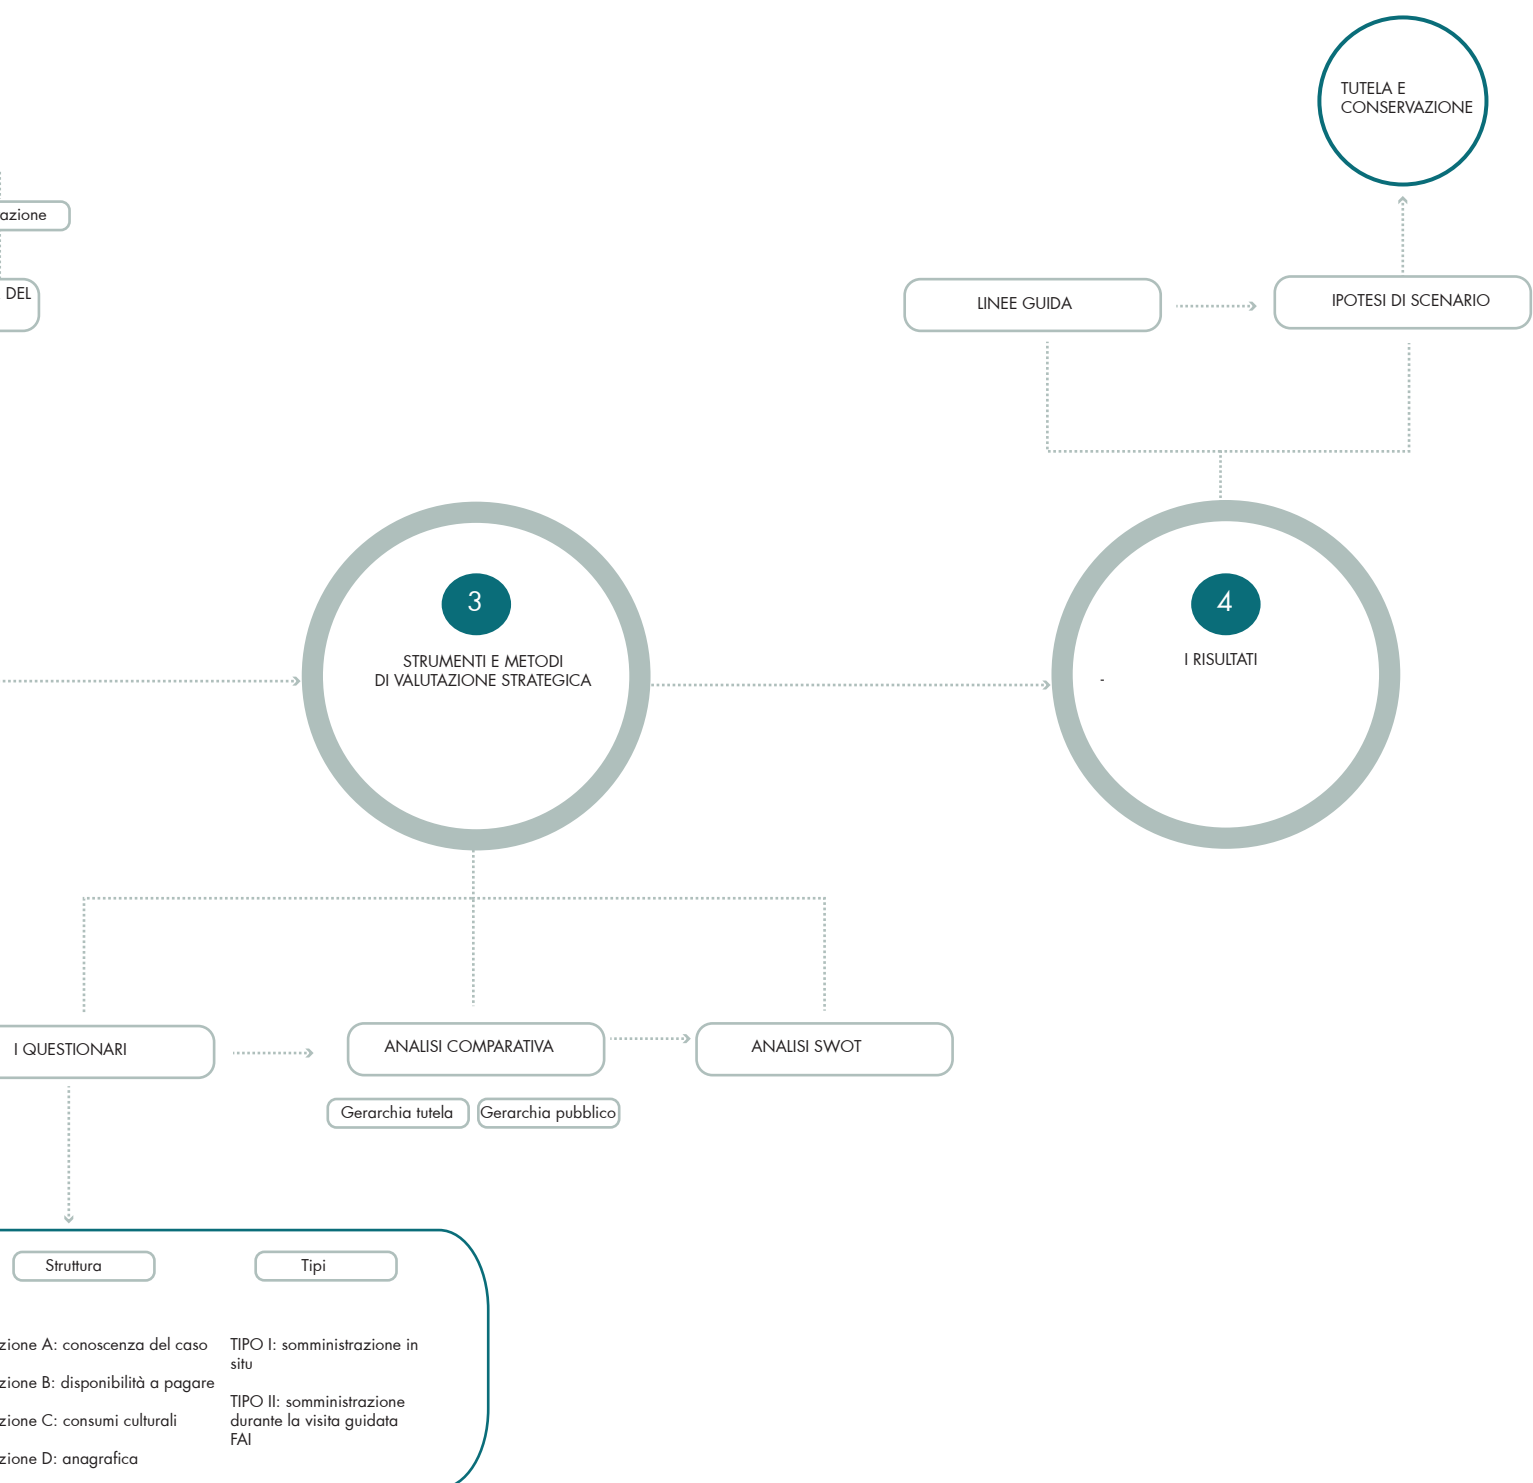 TUTELA E
CONSERVAZIONE
azione
DEL
LINEE GUIDA
IPOTESI DI SCENARIO
3
STRUMENTI E METODI
DI VALUTAZIONE STRATEGICA
4
I RISULTATI
-
I QUESTIONARI
ANALISI COMPARATIVA
ANALISI SWOT
Gerarchia tutela
Gerarchia pubblico
Struttura
zione A: conoscenza del caso
zione B: disponibilità a pagare
zione C: consumi culturali
zione D: anagrafica
Tipi
TIPO I: somministrazione in
situ
TIPO II: somministrazione
durante la visita guidata
FAI